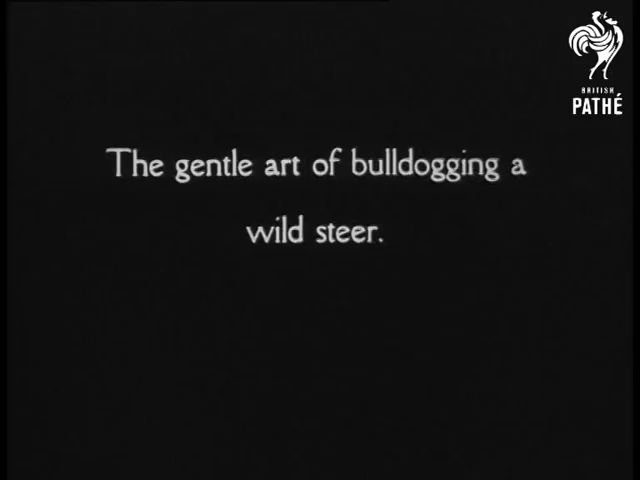 BRITISH
PATHÉ
The gentle art of bulldogging a
wild steer.